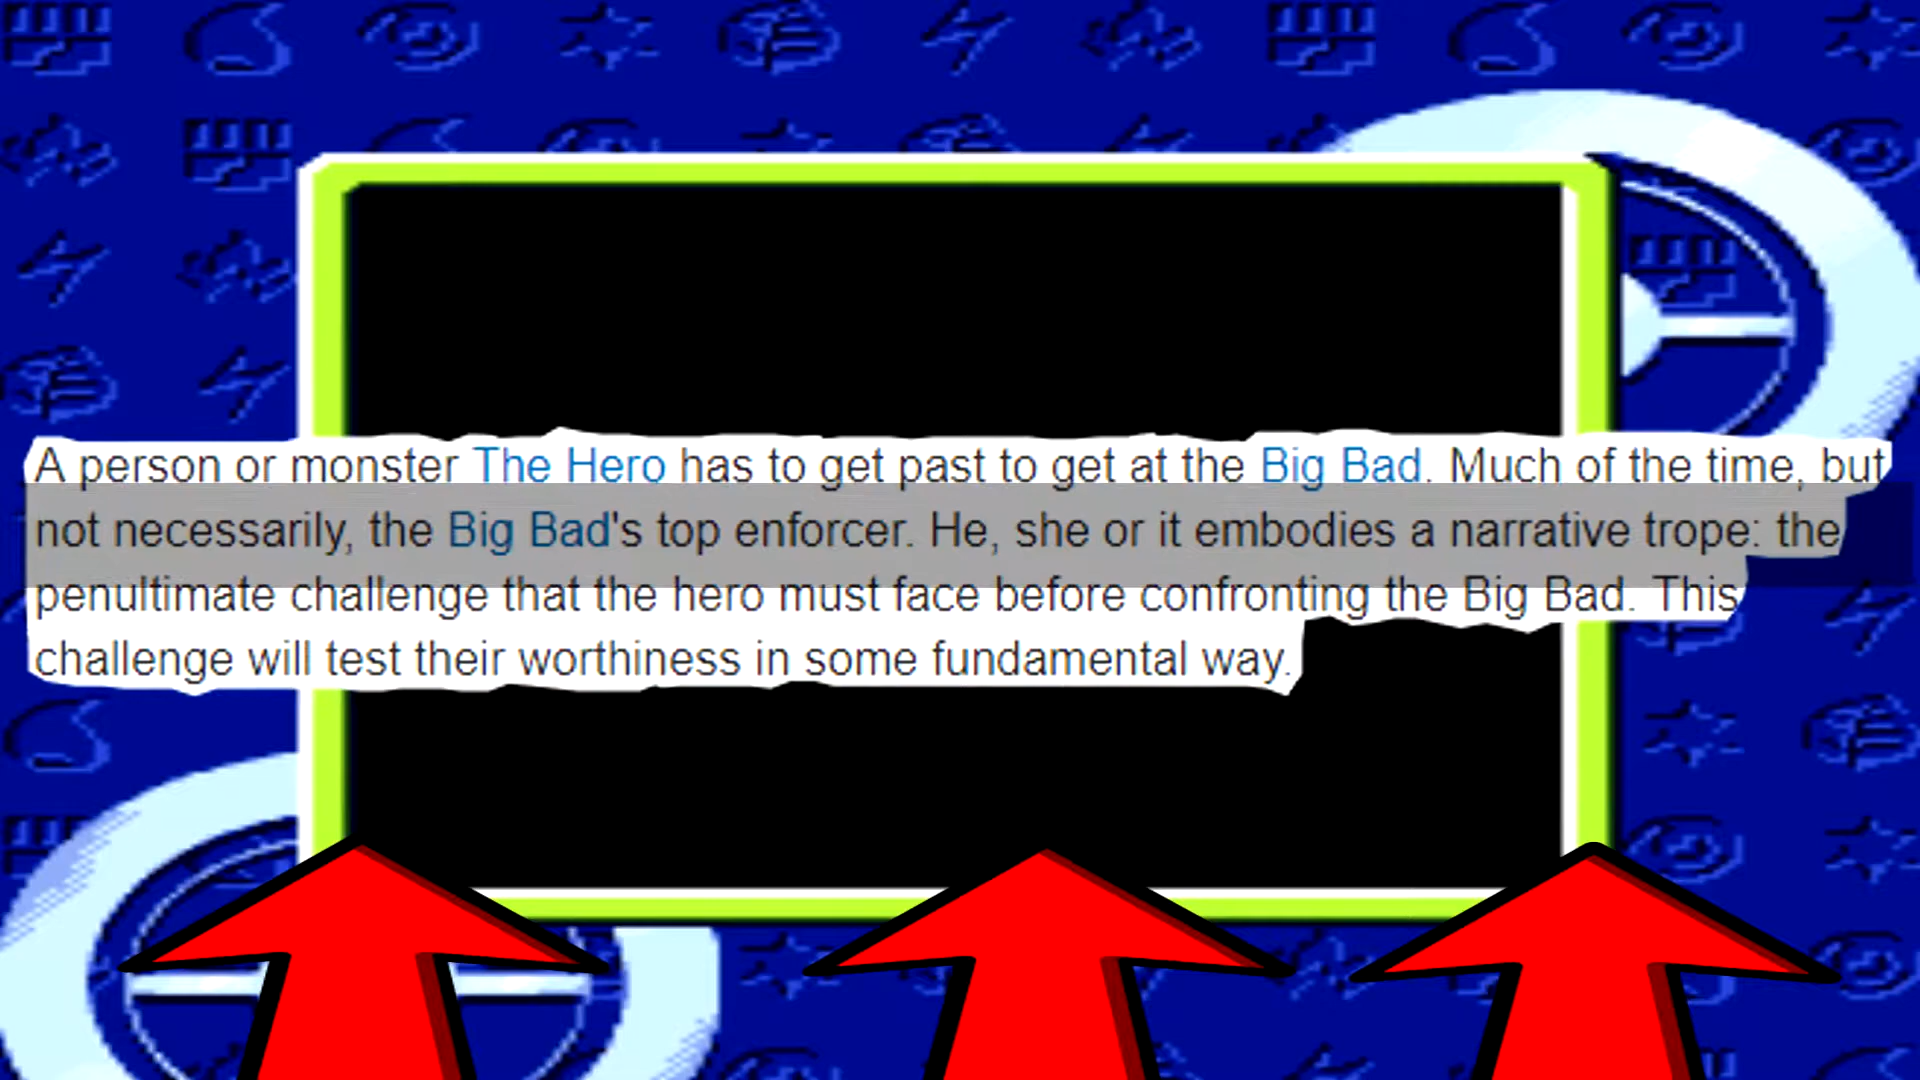 A person or monster The Hero has to get past to get at the Big Bad. Much of the time, but
not necessarily, the Big Bad's top enforcer. He, she or it embodies a narrative trope: the
penultimate challenge that the hero must face before confronting the Big Bad. This
challenge will test their worthiness in some fundamental way.